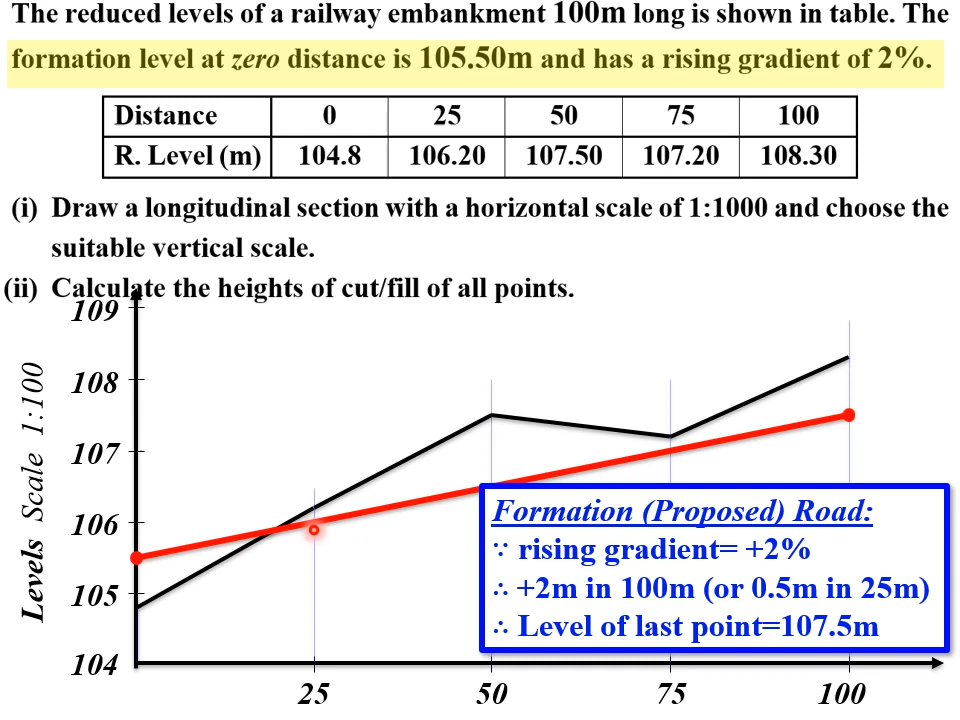 The reduced levels of a railway embankment 100m long is shown in table. The
formation level at zero distance is 105.50m and has a rising gradient of 2%.
Distance 0 25 50 75 100
R. Level (m) 104.8 106.20 107.50 107.20 108.30
(i) Draw a longitudinal section with a horizontal scale of 1:1000 and choose the
suitable vertical scale.
(ii) Calculate the heights of cut/fill of all points.
109
108
107
106
105
104
Levels Scale 1:100
Formation (Proposed) Road:
∵ rising gradient= +2%
∴ +2m in 100m (or 0.5m in 25m)
∴ Level of last point=107.5m
25 50 75 100